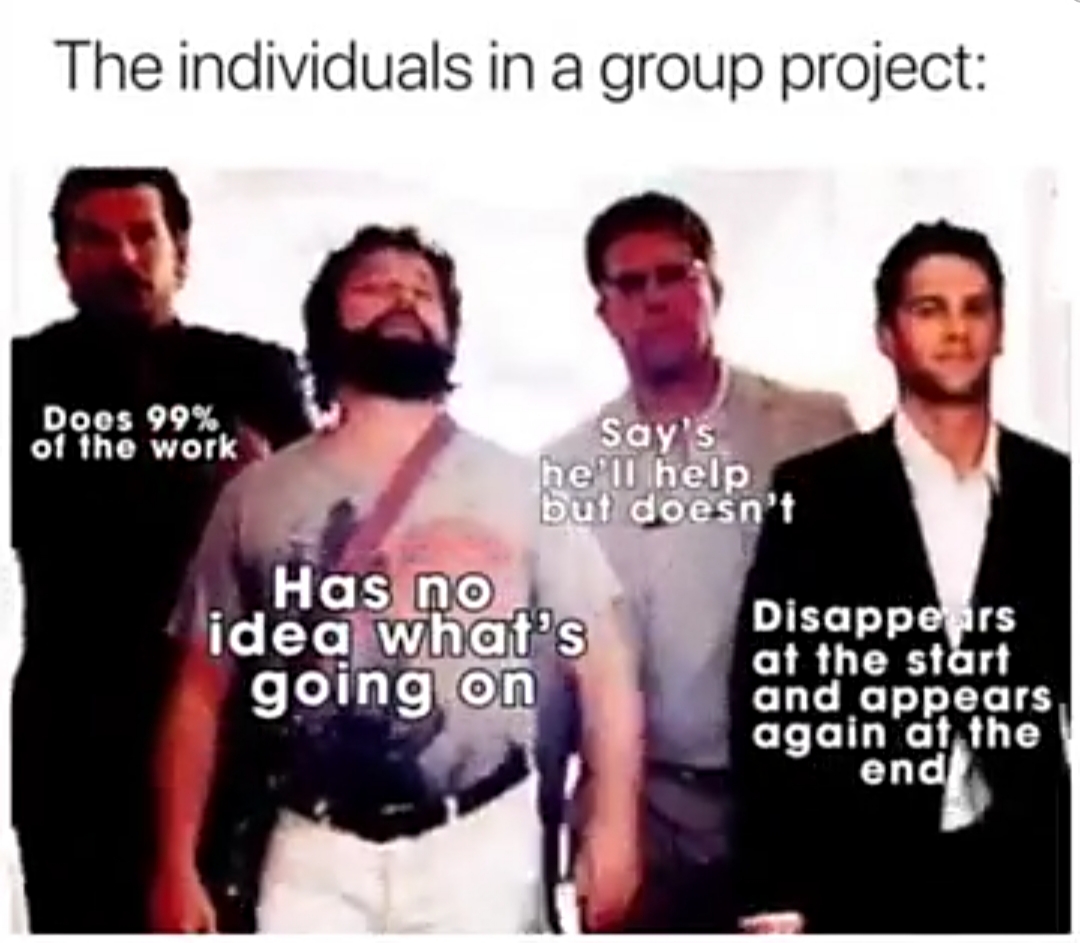 The individuals in a group project:
Does 99%
of the work
Has no
idea what's
going on
Say's
he'll help
but doesn't
Disappears
at the start
and appears
again at the
end